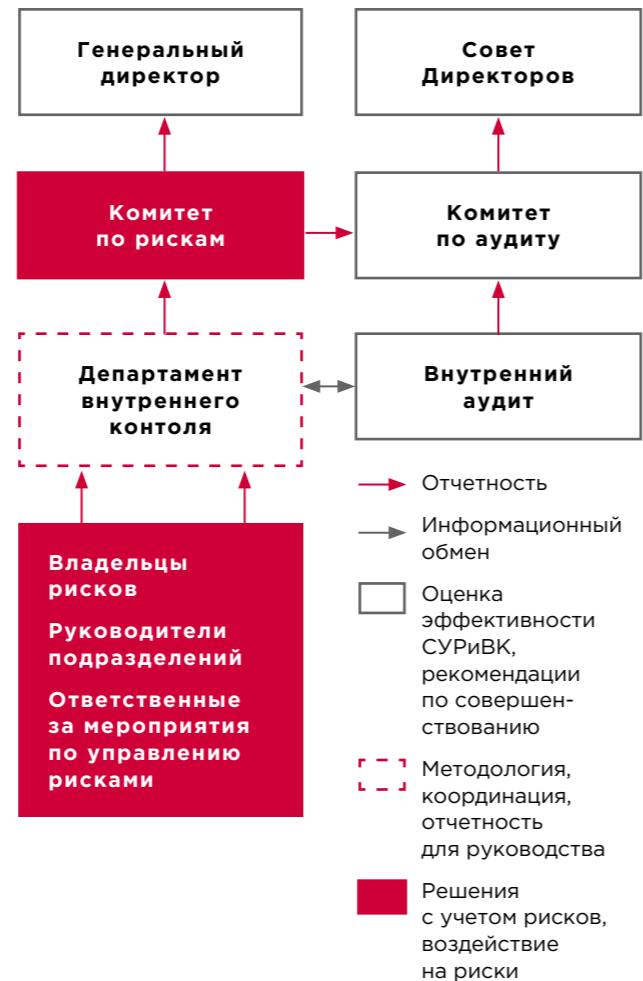 Генеральный
директор
Совет
Директоров
Комитет
по рискам
Комитет
по аудиту
Департамент
внутреннего
контоля
Внутренний
аудит
Владельцы
рисков
Руководители
подразделений
Ответственные
за мероприятия
по управлению
рисками
Отчетность
Информационный
обмен
Оценка
эффективности
СУРиВК,
рекомендации
по совершен-
ствованию
Методология,
координация,
отчетность
для руководства
Решения
с учетом рисков,
воздействие
на риски